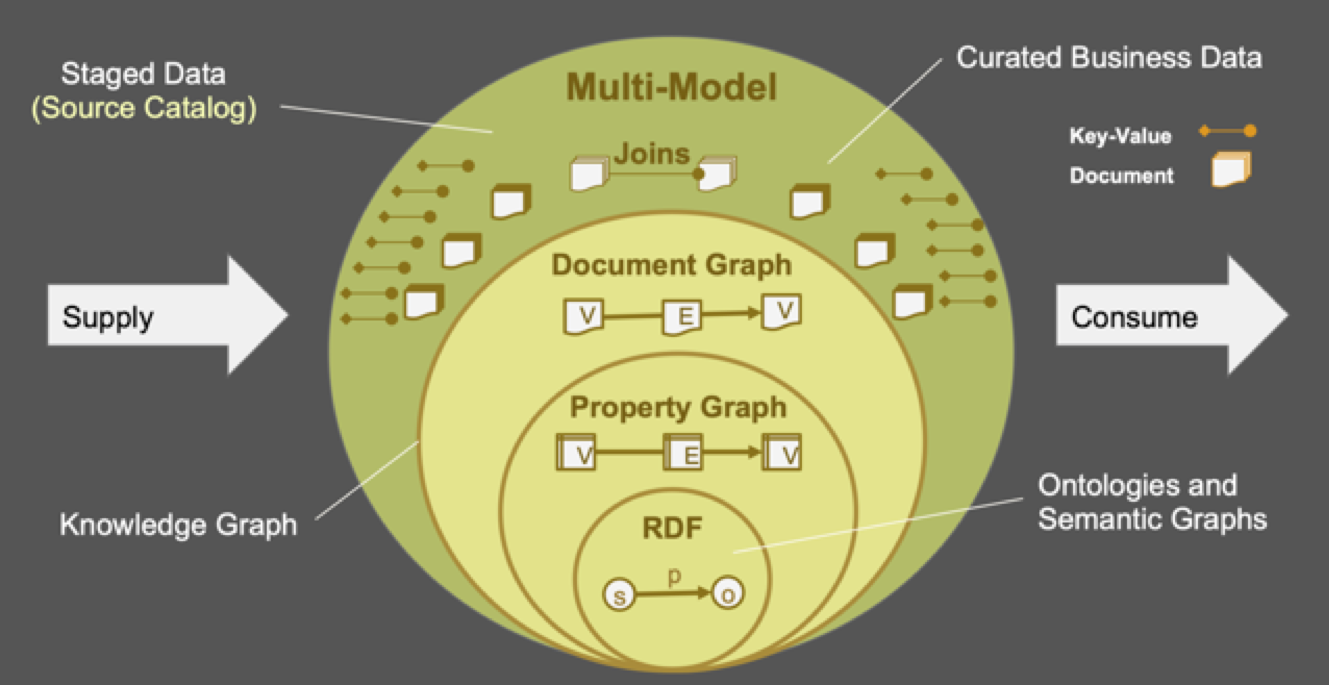 Staged Data
(Source Catalog)
Multi-Model
Curated Business Data
Key-Value
Document
Joins
Supply
Consume
Document Graph
V E V
Property Graph
V E V
Knowledge Graph
Ontologies and
Semantic Graphs
RDF
p
s o